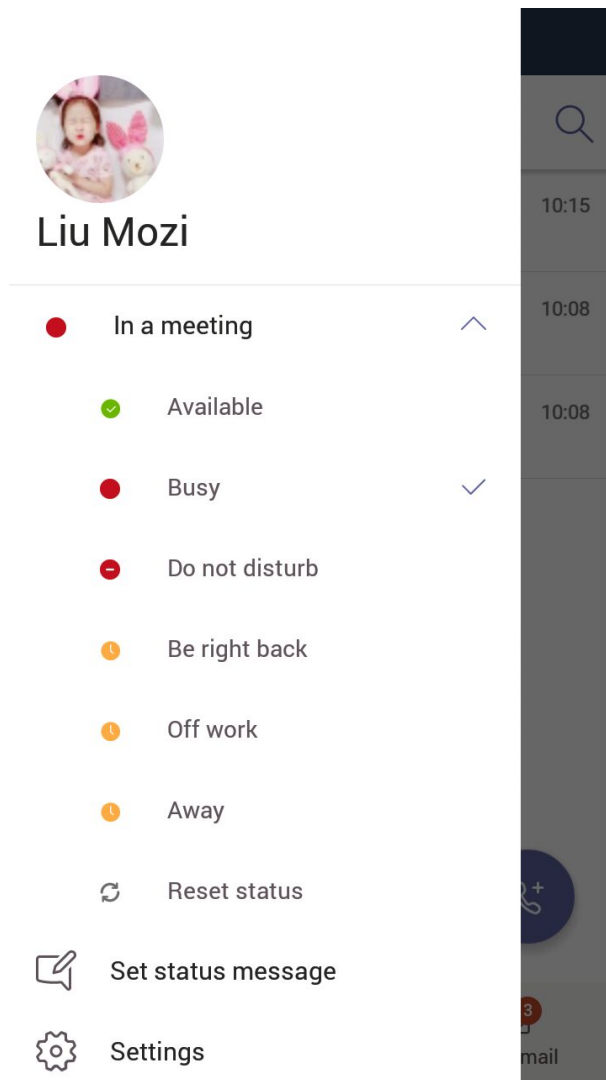 Liu Mozi
10:15
In a meeting
10:08
Available
10:08
Busy
Do not disturb
Be right back
Off work
Away
Reset status
Set status message
3
Settings
mail